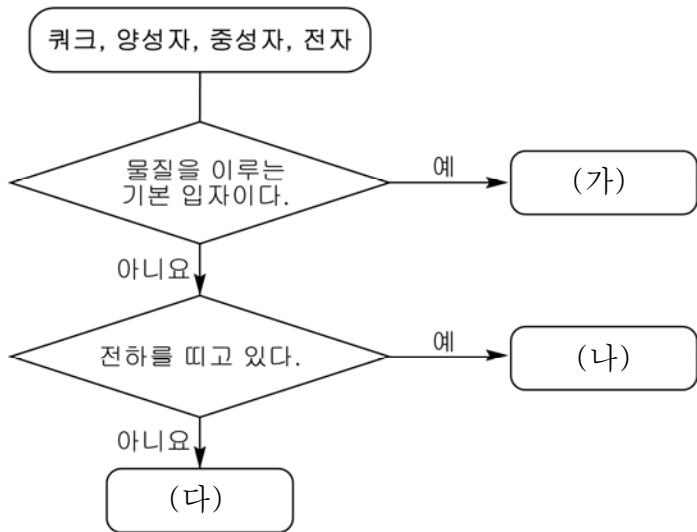 쿼크, 양성자, 중성자, 전자
물질을 이루는
기본 입자이다.
예
(가)
아니요
전하를 띠고 있다.
예
(나)
아니요
(다)